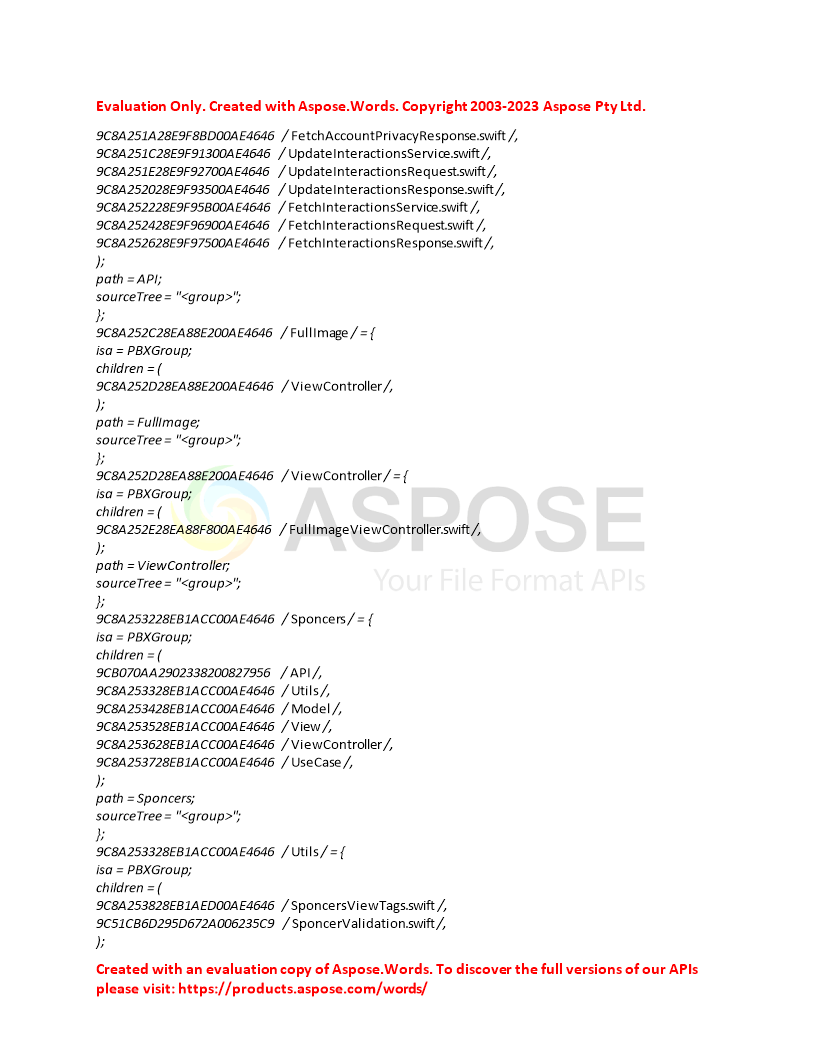 Evaluation Only. Created with Aspose.Words. Copyright 2003-2023 Aspose Pty Ltd.
9C8A251A28E9F8BD00AE4646 / FetchAccountPrivacyResponse.swift /,
9C8A251C28E9F91300AE4646 / UpdateInteractionsService.swift /,
9C8A251E28E9F92700AE4646 / UpdateInteractionsRequest.swift /,
9C8A252028E9F93500AE4646 / UpdateInteractionsResponse.swift /,
9C8A252228E9F95B00AE4646 / FetchInteractionsService.swift /,
9C8A252428E9F96900AE4646 / FetchInteractionsRequest.swift /,
9C8A252628E9F97500AE4646 / FetchInteractionsResponse.swift /,
);
path = API;
sourceTree = "<group>";
};
9C8A252C28EA88E200AE4646 / FullImage / = {
isa = PBXGroup;
children = (
9C8A252D28EA88E200AE4646 / ViewController /,
);
path = FullImage;
sourceTree = "<group>";
};
9C8A252D28EA88E200AE4646 / ViewController / = {
isa = PBXGroup;
children = (
9C8A252E28EA88F800AE4646 / FullImageViewController.swift /,
);
path = ViewController;
sourceTree = "<group>";
};
9C8A253228EB1ACC00AE4646 / Sponcers / = {
isa = PBXGroup;
children = (
9CB070AA2902338200827956 / API /,
9C8A253328EB1ACC00AE4646 / Utils /,
9C8A253428EB1ACC00AE4646 / Model /,
9C8A253528EB1ACC00AE4646 / View /,
9C8A253628EB1ACC00AE4646 / ViewController /,
9C8A253728EB1ACC00AE4646 / UseCase /,
);
path = Sponcers;
sourceTree = "<group>";
};
9C8A253328EB1ACC00AE4646 / Utils / = {
isa = PBXGroup;
children = (
9C8A253828EB1AED00AE4646 / SponcersViewTags.swift /,
9C51CB6D295D672A006235C9 / SponcerValidation.swift /,
);
ASPOSE
Your File Format APIs
Created with an evaluation copy of Aspose.Words. To discover the full versions of our APIs
please visit: https://products.aspose.com/words/